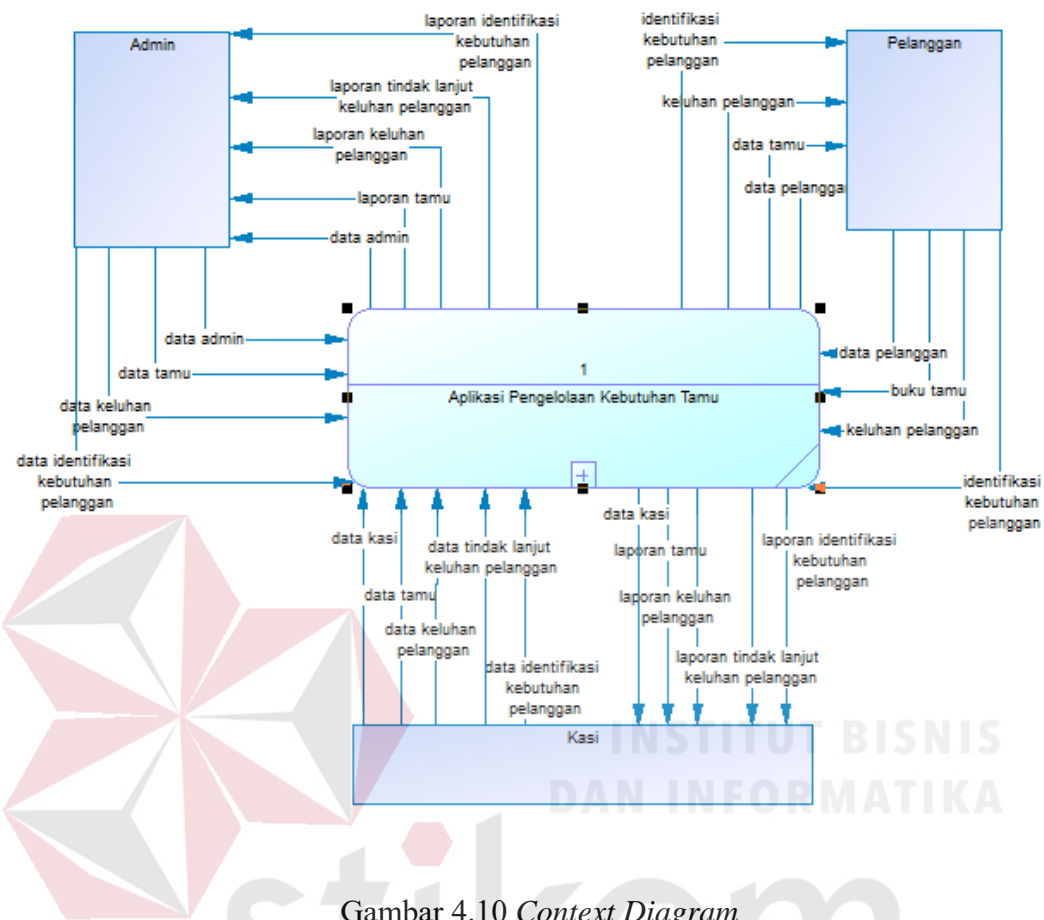 laporan identifikasi
kebutuhan
pelanggan
identifikasi
kebutuhan
pelanggan
Admin
Pelanggan
laporan tindak lanjut
keluhan pelanggan
keluhan pelanggan
laporan keluhan
pelanggan
data tamu
laporan tamu
data pelangga
data admin
data admin
data tamu
data keluhan
pelanggan
data identifikasi
kebutuhan
pelanggan
1
Aplikasi Pengelolaan Kebutuhan Tamu
data pelanggan
buku tamu
keluhan pelanggan
identifikasi
kebutuhan
pelanggan
data kasi
data tindak lanjut
keluhan pelanggan
data tamu
data keluhan
pelanggan
data identifikasi
kebutuhan
pelanggan
data kasi
laporan tamu
laporan identifikasi
kebutuhan
pelanggan
laporan keluhan
pelanggan
laporan tindak lanjut
keluhan pelanggan
Kasi
INSTITUT BISNIS
DAN INFORMATIKA
stikom
Gambar 4.10 Context Diagram